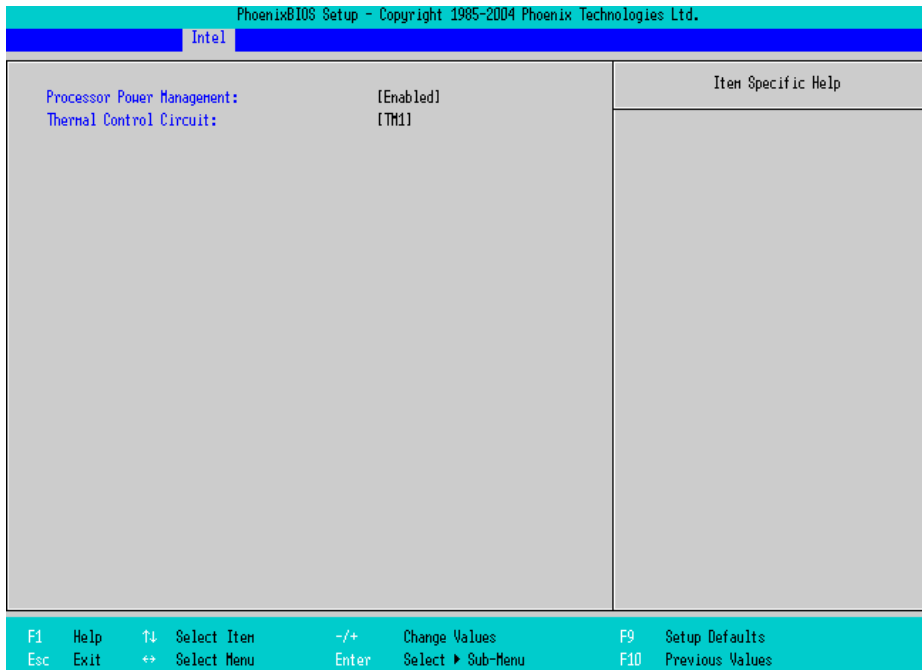 PhoenixBIOS Setup - Copyright 1985-2004 Phoenix Technologies Ltd.
Intel
Item Specific Help
Processor Power Management: [Enabled]
Thermal Control Circuit: [TM1]
F1 Help ↑↓ Select Item -/+ Change Values F9 Setup Defaults
Esc Exit ↔ Select Menu Enter Select ▶ Sub-Menu F10 Previous Values